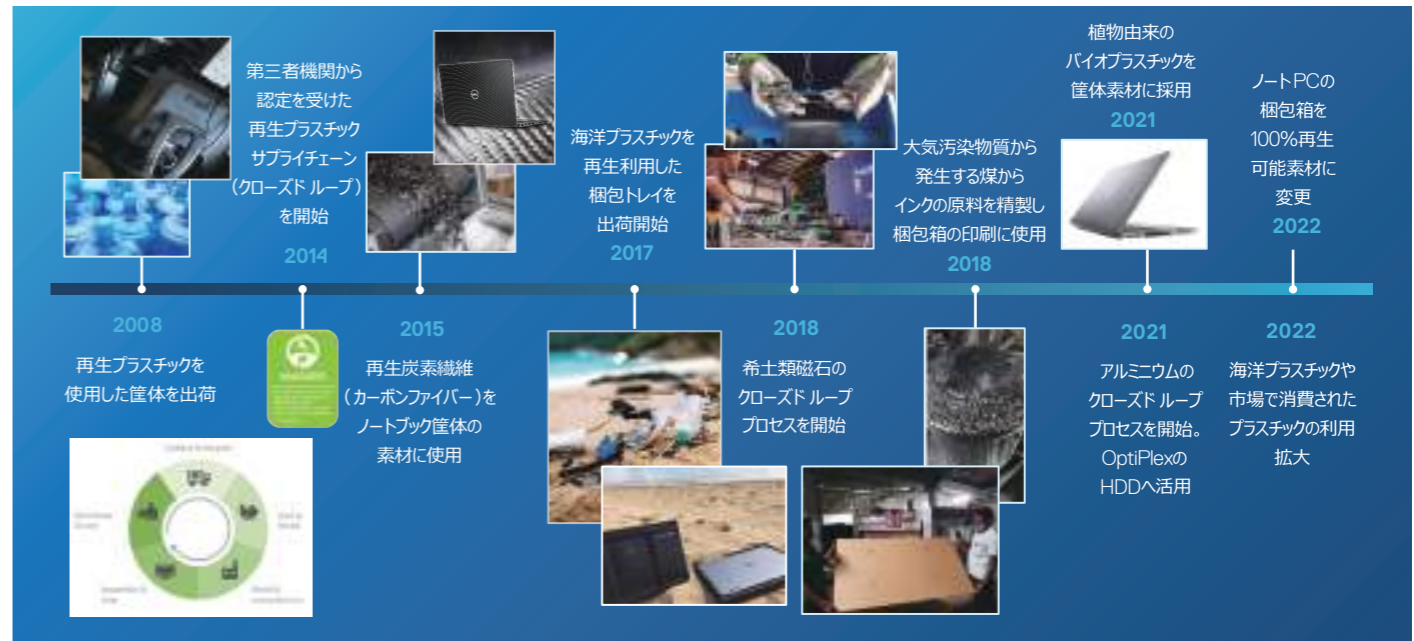 第三者機関から
認定を受けた
再生プラスチック
サプライチェーン
（クローズド ループ）
を開始
2014
海洋プラスチックを
再生利用した
梱包トレイを
出荷開始
2017
大気汚染物質から
発生する煤から
インクの原料を精製し
梱包箱の印刷に使用
2018
植物由来の
バイオプラスチックを
筐体素材に採用
2021
ノートPCの
梱包箱を
100%再生
可能素材に
変更
2022
2008
再生プラスチックを
使用した筐体を出荷
2015
再生炭素繊維
（カーボンファイバー）を
ノートブック筐体の
素材に使用
2018
希土類磁石の
クローズド ループ
プロセスを開始
2021
アルミニウムの
クローズド ループ
プロセスを開始。
OptiPlexの
HDDへ活用
2022
海洋プラスチックや
市場で消費された
プラスチックの利用
拡大